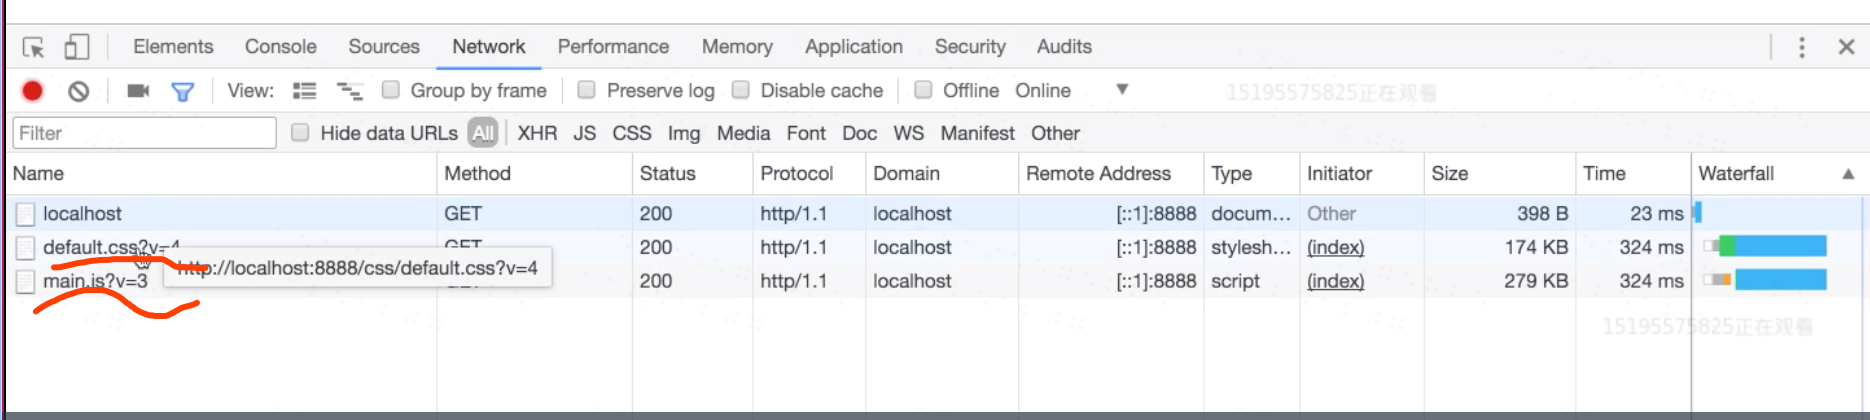 Elements Console Sources Network Performance Memory Application Security Audits
View: Group by frame Preserve log Disable cache Offline Online
15195575825正在观看
Filter Hide data URLs All XHR JS CSS Img Media Font Doc WS Manifest Other
Name Method Status Protocol Domain Remote Address Type Initiator Size Time Waterfall
localhost GET 200 http/1.1 localhost [::1]:8888 docum... Other 398 B 23 ms
default.css?v=4 GET 200 http/1.1 localhost [::1]:8888 stylesh... (index) 174 KB 324 ms
http://localhost:8888/css/default.css?v=4
main.js?v=3 GET 200 http/1.1 localhost [::1]:8888 script (index) 279 KB 324 ms
15195575825正在观看